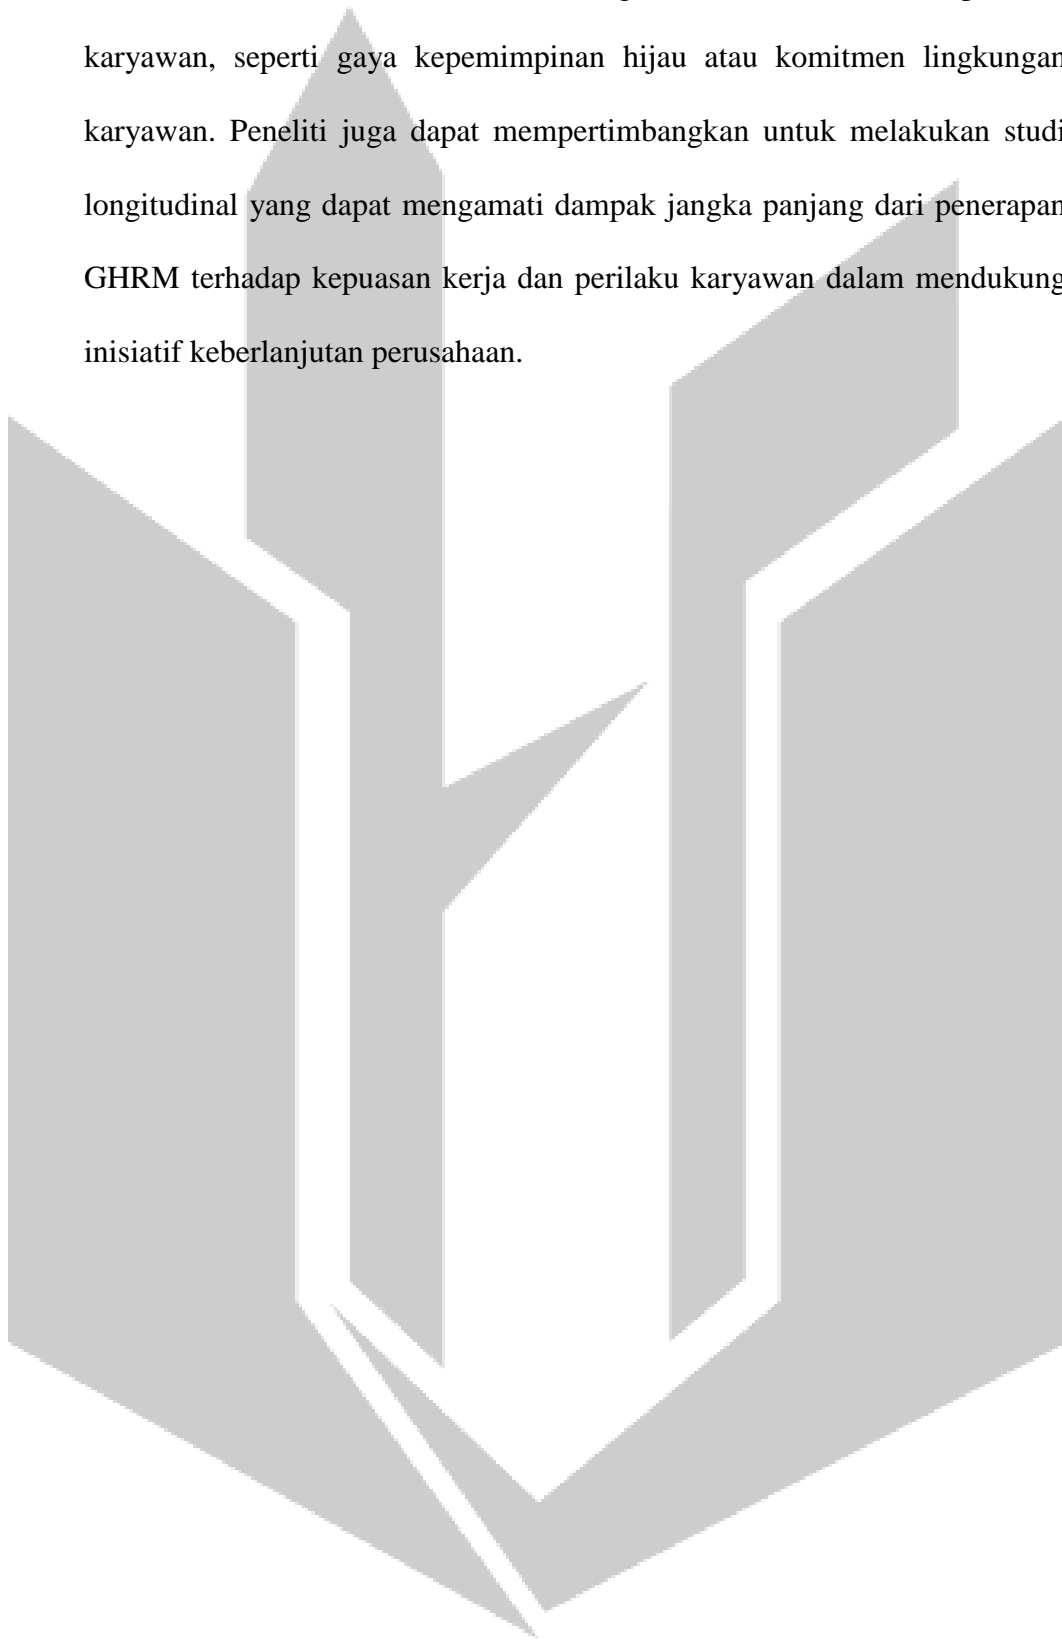 karyawan, seperti gaya kepemimpinan hijau atau komitmen lingkungan
karyawan. Peneliti juga dapat mempertimbangkan untuk melakukan studi
longitudinal yang dapat mengamati dampak jangka panjang dari penerapan
GHRM terhadap kepuasan kerja dan perilaku karyawan dalam mendukung
inisiatif keberlanjutan perusahaan.